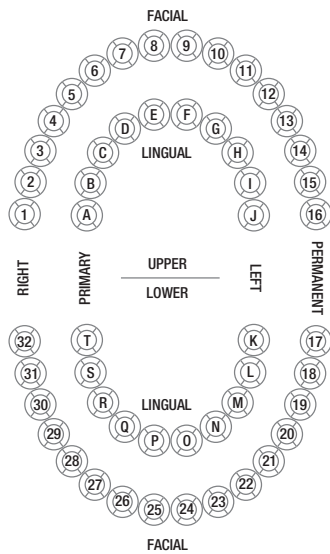 FACIAL
7 8 9 10
6 11
5 12
4 13
3 14
2 15
1 16
D E F G
C LINGUAL H
B I
A J
RIGHT PRIMARY UPPER LEFT PERMANENT
LOWER
32 T K 17
31 S L 18
30 R M 19
29 Q LINGUAL N 20
28 P O 21
27 22
26 25 24 23
FACIAL